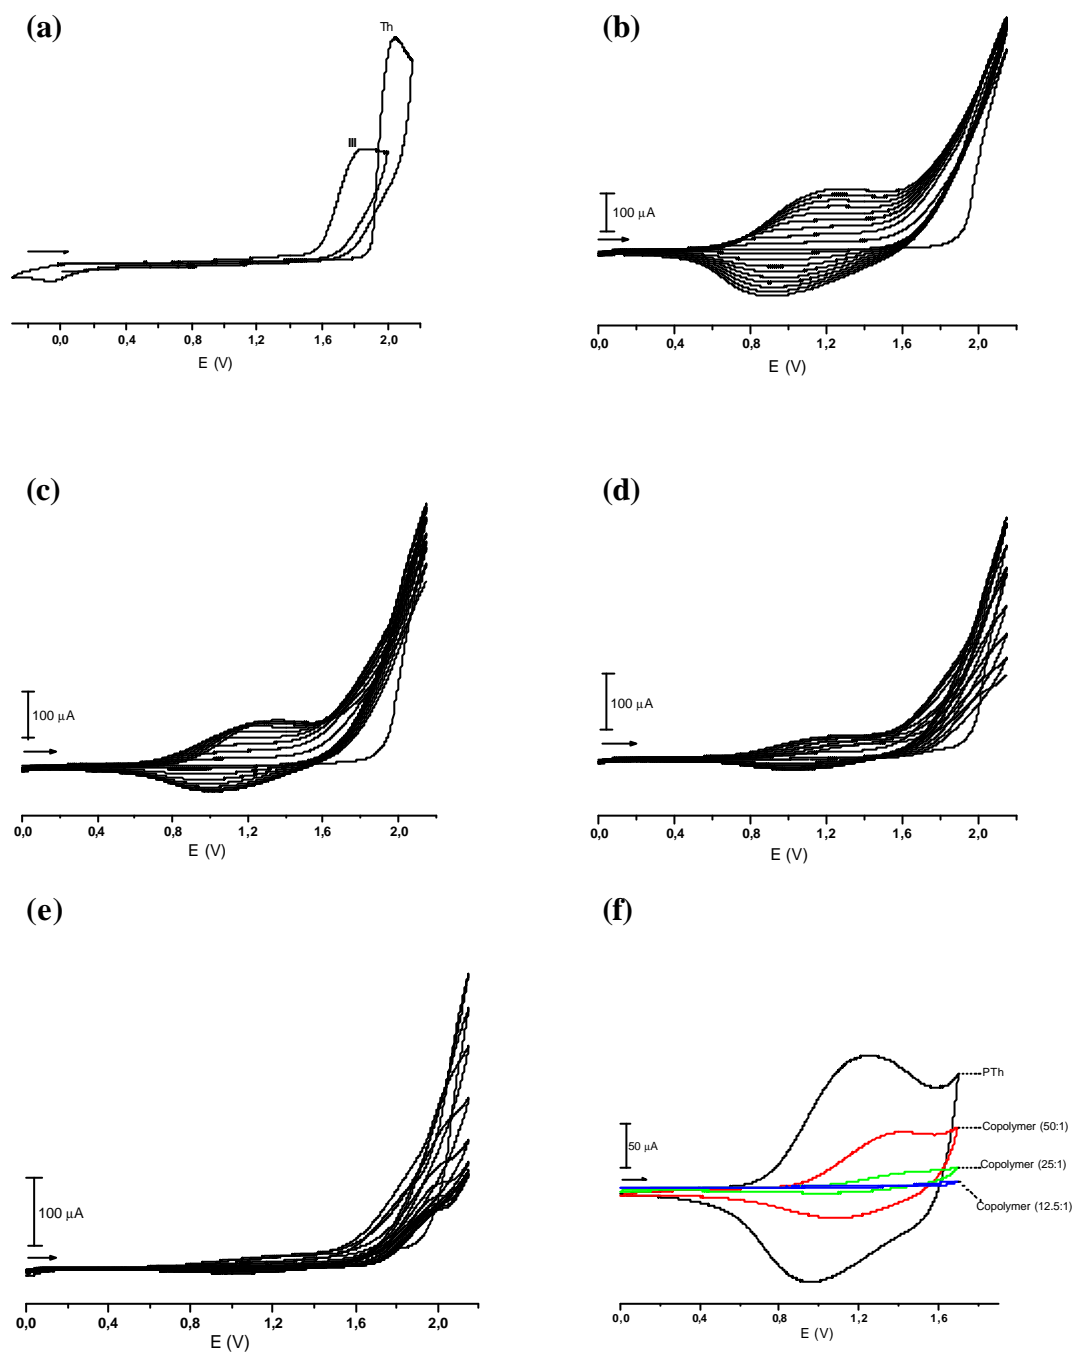 (a)
Th
III
0,0 0,4 0,8 1,2 1,6 2,0
E (V)
(b)
100 μA
0,0 0,4 0,8 1,2 1,6 2,0
E (V)
(c)
100 μA
0,0 0,4 0,8 1,2 1,6 2,0
E (V)
(d)
100 μA
0,0 0,4 0,8 1,2 1,6 2,0
E (V)
(e)
100 μA
0,0 0,4 0,8 1,2 1,6 2,0
E (V)
(f)
PTh
Copolymer (50:1)
50 μA
Copolymer (25:1)
Copolymer (12.5:1)
0,0 0,4 0,8 1,2 1,6
E (V)